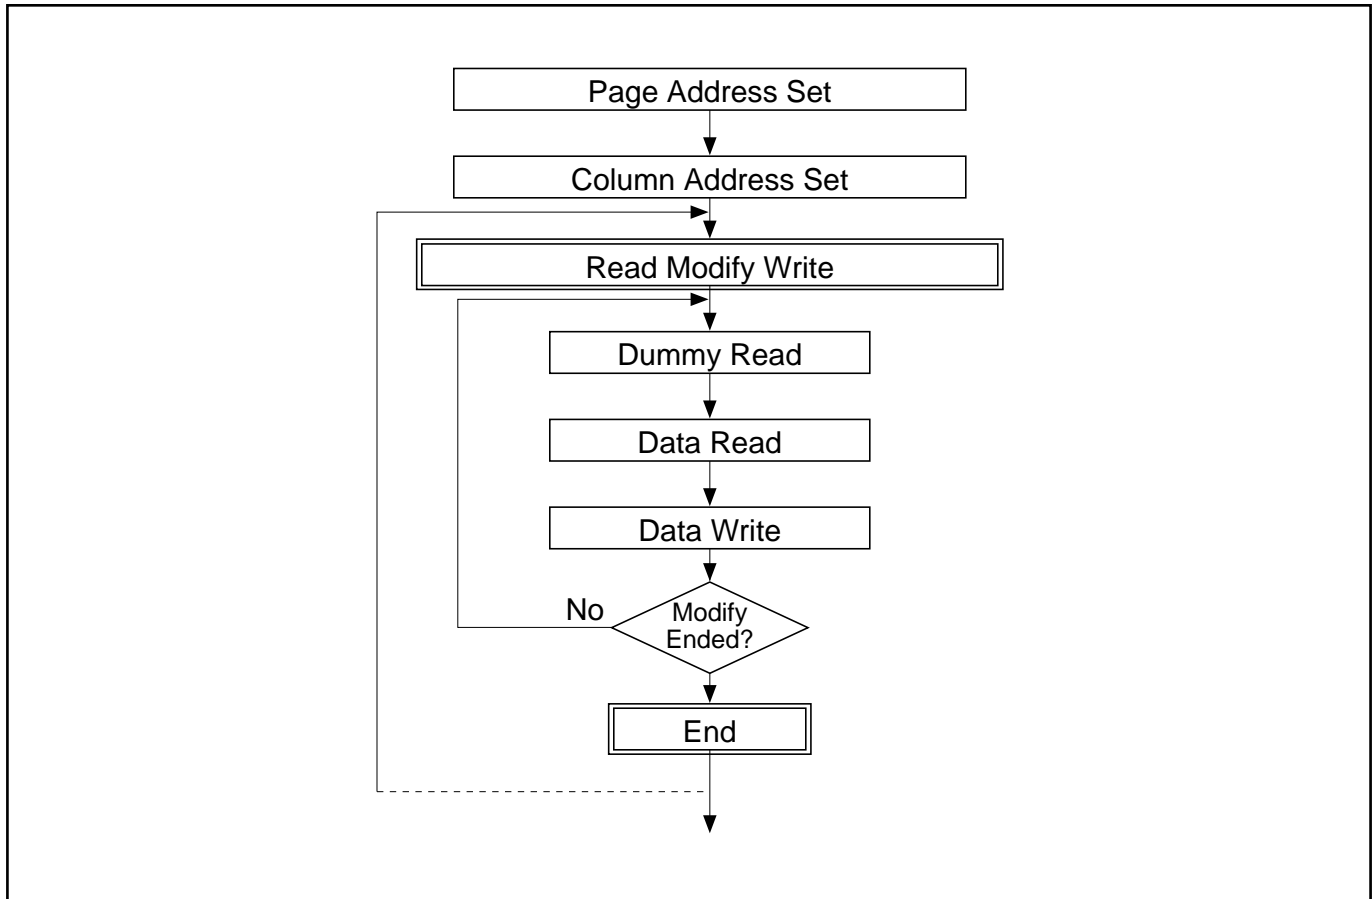 Page Address Set
Column Address Set
Read Modify Write
Dummy Read
Data Read
Data Write
No
Modify
Ended?
End